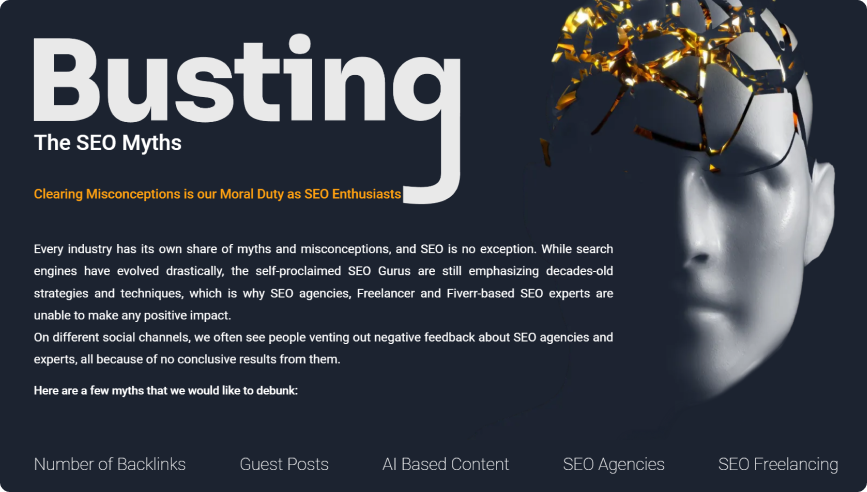 Busting
The SEO Myths
Clearing Misconceptions is our Moral Duty as SEO Enthusiasts
Every industry has its own share of myths and misconceptions, and SEO is no exception. While search
engines have evolved drastically, the self-proclaimed SEO Gurus are still emphasizing decades-old
strategies and techniques, which is why SEO agencies, Freelancer and Fiverr-based SEO experts are
unable to make any positive impact.
On different social channels, we often see people venting out negative feedback about SEO agencies and
experts, all because of no conclusive results from them.
Here are a few myths that we would like to debunk:
Number of Backlinks Guest Posts AI Based Content SEO Agencies SEO Freelancing